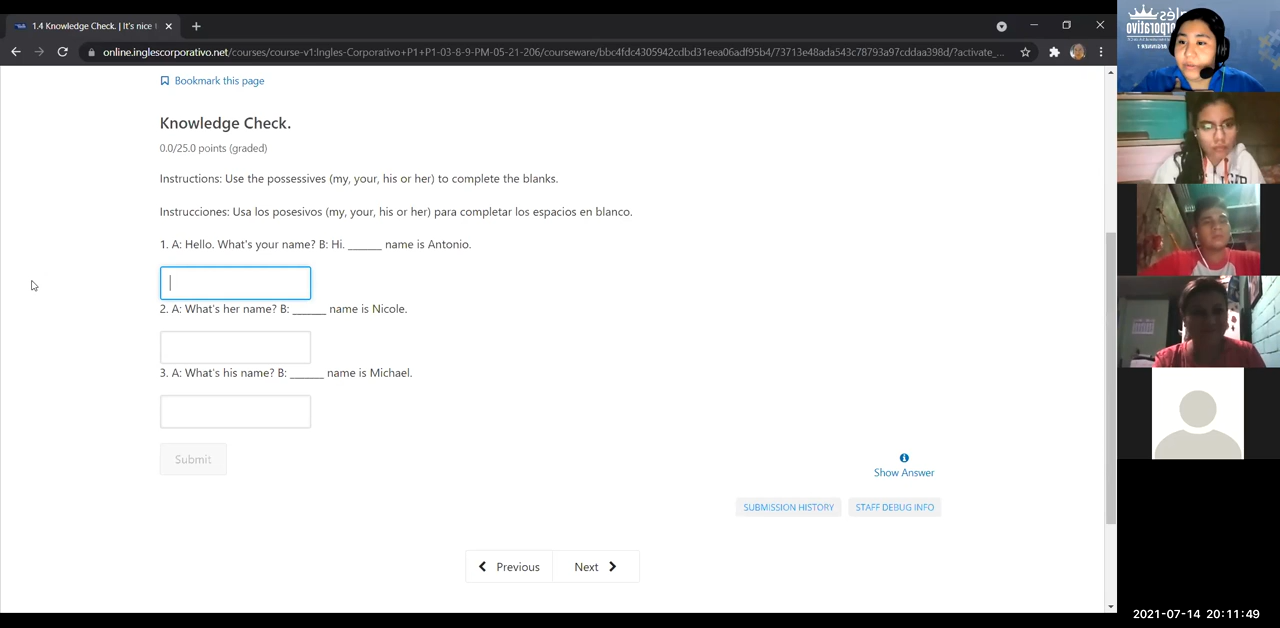 1.4 Knowledge Check. | It's nice
online.inglescorporativo.net/courses/course-v1:Ingles-Corporativo+P1+P1-03-8-9-PM-05-21-206/courseware/bbc4fdc4305942cdbd31eea06adf95b4/73713e48ada543c78793a97cddaa398d/?activate_...
Bookmark this page
Knowledge Check.
0.0/25.0 points (graded)
Instructions: Use the possessives (my, your, his or her) to complete the blanks.
Instrucciones: Usa los posesivos (my, your, his or her) para completar los espacios en blanco.
1. A: Hello. What's your name? B: Hi. ______ name is Antonio.
2. A: What's her name? B: ______ name is Nicole.
3. A: What's his name? B: ______ name is Michael.
Submit
Show Answer
SUBMISSION HISTORY
STAFF DEBUG INFO
Previous
Next
2021-07-14 20:11:49